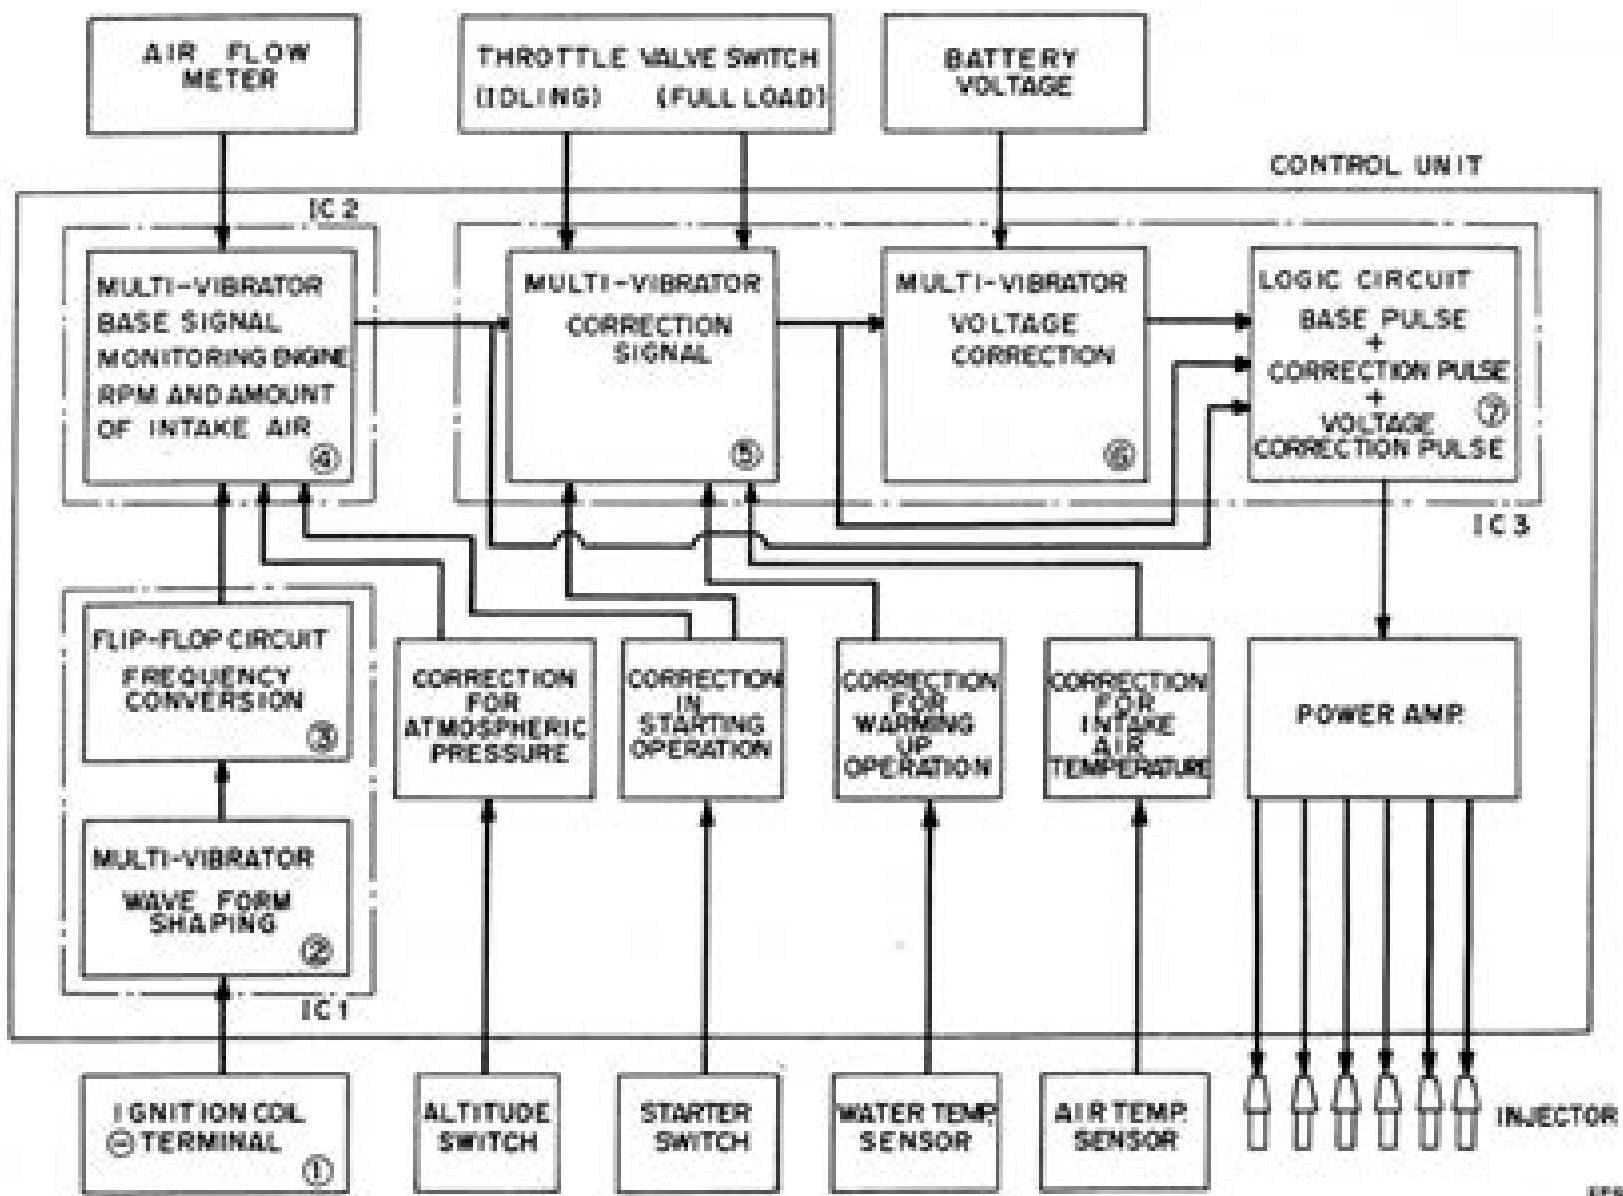 AIR FLOW
METER
THROTTLE VALVE SWITCH
(IDLING) (FULL LOAD)
BATTERY
VOLTAGE
CONTROL UNIT
IC 2
MULTI-VIBRATOR
BASE SIGNAL
MONITORING ENGINE
RPM AND AMOUNT
OF INTAKE AIR
④
MULTI-VIBRATOR
CORRECTION
SIGNAL
⑤
MULTI-VIBRATOR
VOLTAGE
CORRECTION
⑥
LOGIC CIRCUIT
BASE PULSE
+
CORRECTION PULSE
+
VOLTAGE
CORRECTION PULSE
⑦
IC 3
FLIP-FLOP CIRCUIT
FREQUENCY
CONVERSION
③
CORRECTION
FOR
ATMOSPHERIC
PRESSURE
CORRECTION
IN
STARTING
OPERATION
CORRECTION
FOR
WARMING
UP
OPERATION
CORRECTION
FOR
INTAKE
AIR
TEMPERATURE
POWER AMP.
MULTI-VIBRATOR
WAVE FORM
SHAPING
②
IC 1
IGNITION COIL
⊖ TERMINAL
①
ALTITUDE
SWITCH
STARTER
SWITCH
WATER TEMP.
SENSOR
AIR TEMP.
SENSOR
INJECTOR